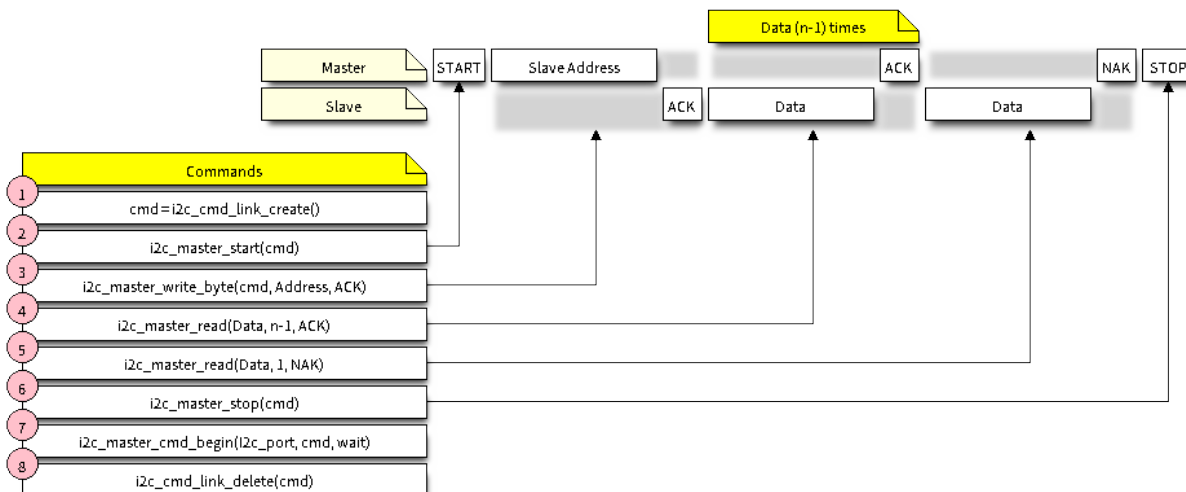 Data (n-1) times
Master START Slave Address ACK NAK STOP
Slave ACK Data Data
Commands
1
cmd = i2c_cmd_link_create()
2
i2c_master_start(cmd)
3
i2c_master_write_byte(cmd, Address, ACK)
4
i2c_master_read(Data, n-1, ACK)
5
i2c_master_read(Data, 1, NAK)
6
i2c_master_stop(cmd)
7
i2c_master_cmd_begin(I2c_port, cmd, wait)
8
i2c_cmd_link_delete(cmd)